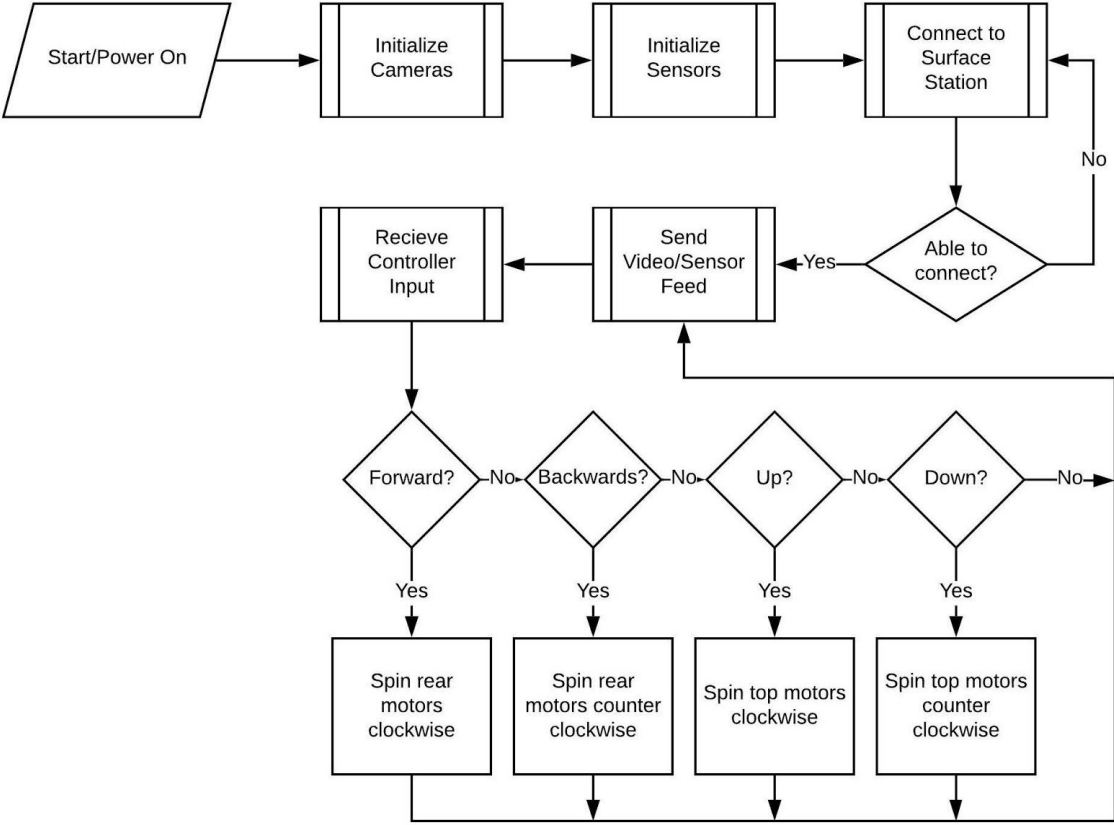 Start/Power On
Initialize
Cameras
Initialize
Sensors
Connect to
Surface
Station
No
Recieve
Controller
Input
Send
Video/Sensor
Feed
Yes
Able to
connect?
Forward?
No
Backwards?
No
Up?
No
Down?
No
Yes
Yes
Yes
Yes
Spin rear
motors
clockwise
Spin rear
motors counter
clockwise
Spin top motors
clockwise
Spin top motors
counter
clockwise